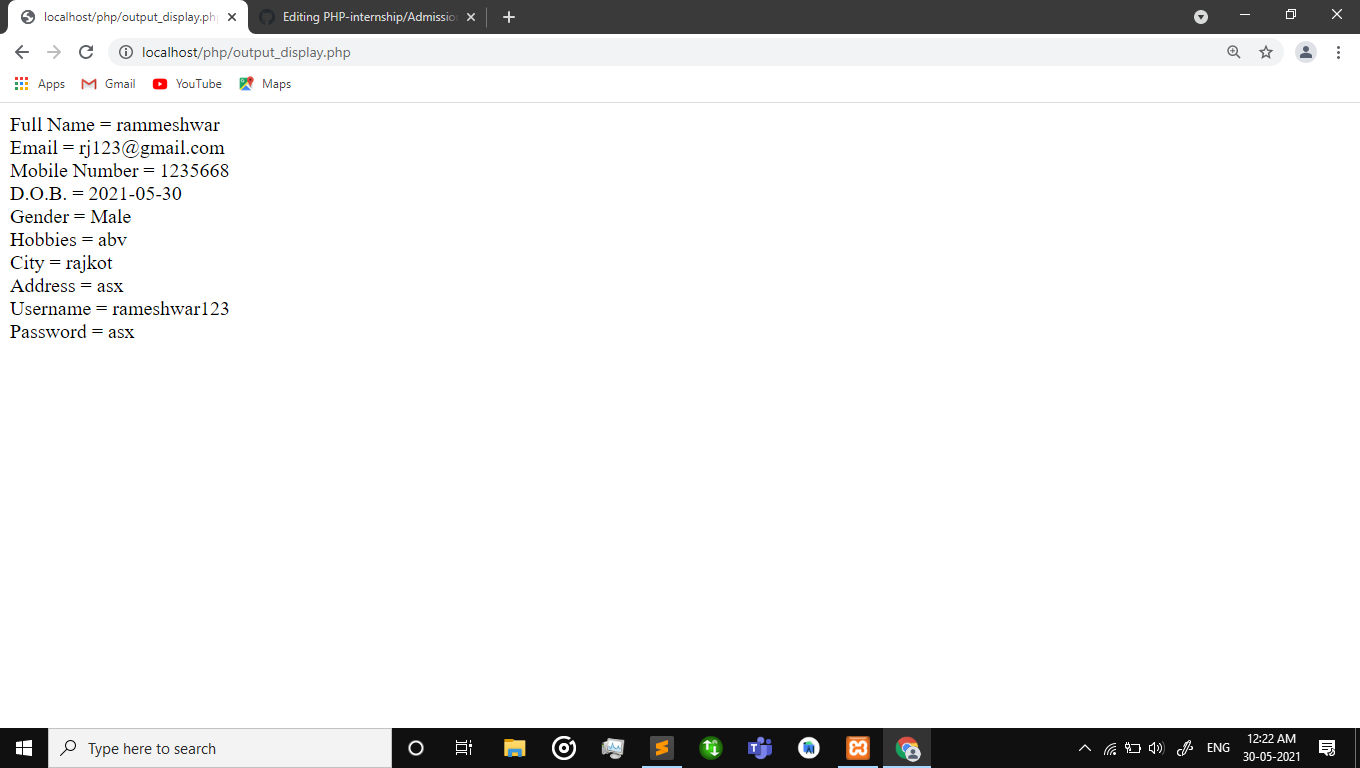 localhost/php/output_display.ph
Editing PHP-internship/Admissio
localhost/php/output_display.php
Apps Gmail YouTube Maps
Full Name = rammeshwar
Email = rj123@gmail.com
Mobile Number = 1235668
D.O.B. = 2021-05-30
Gender = Male
Hobbies = abv
City = rajkot
Address = asx
Username = rameshwar123
Password = asx
Type here to search
ENG
12:22 AM
30-05-2021